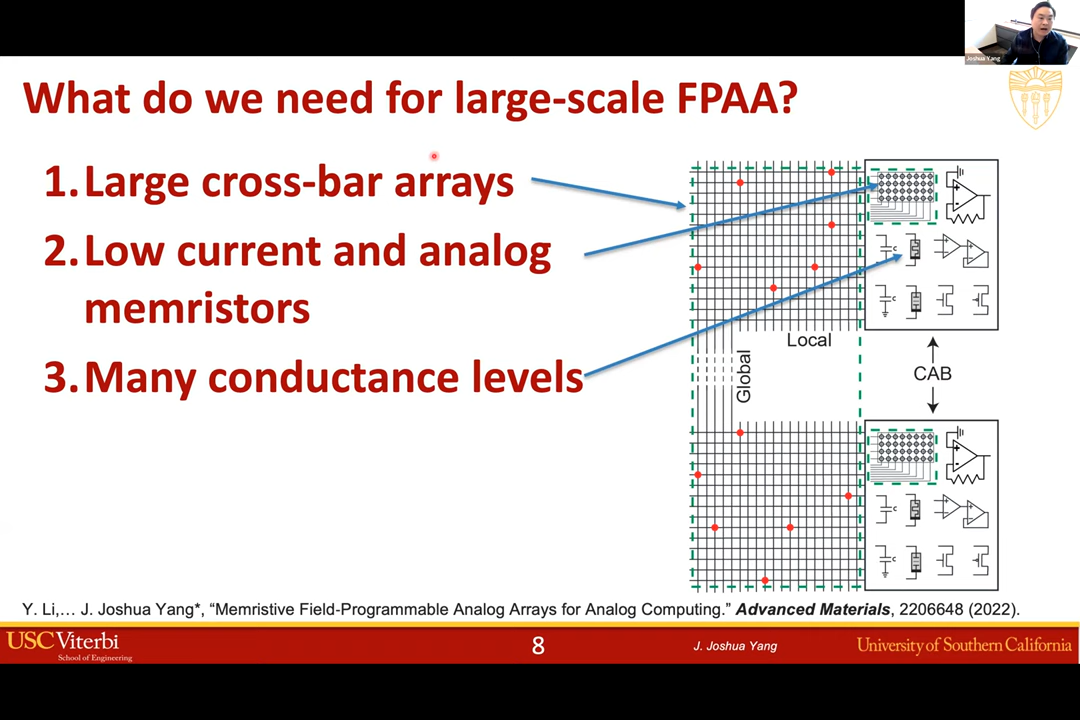 Joshua Yang
What do we need for large-scale FPAA?
1. Large cross-bar arrays
2. Low current and analog
memristors
3. Many conductance levels
Local
Global
CAB
C
C
C
C
Y. Li,… J. Joshua Yang*, “Memristive Field-Programmable Analog Arrays for Analog Computing.” Advanced Materials, 2206648 (2022).
USC Viterbi
School of Engineering
8
J. Joshua Yang
University of Southern California